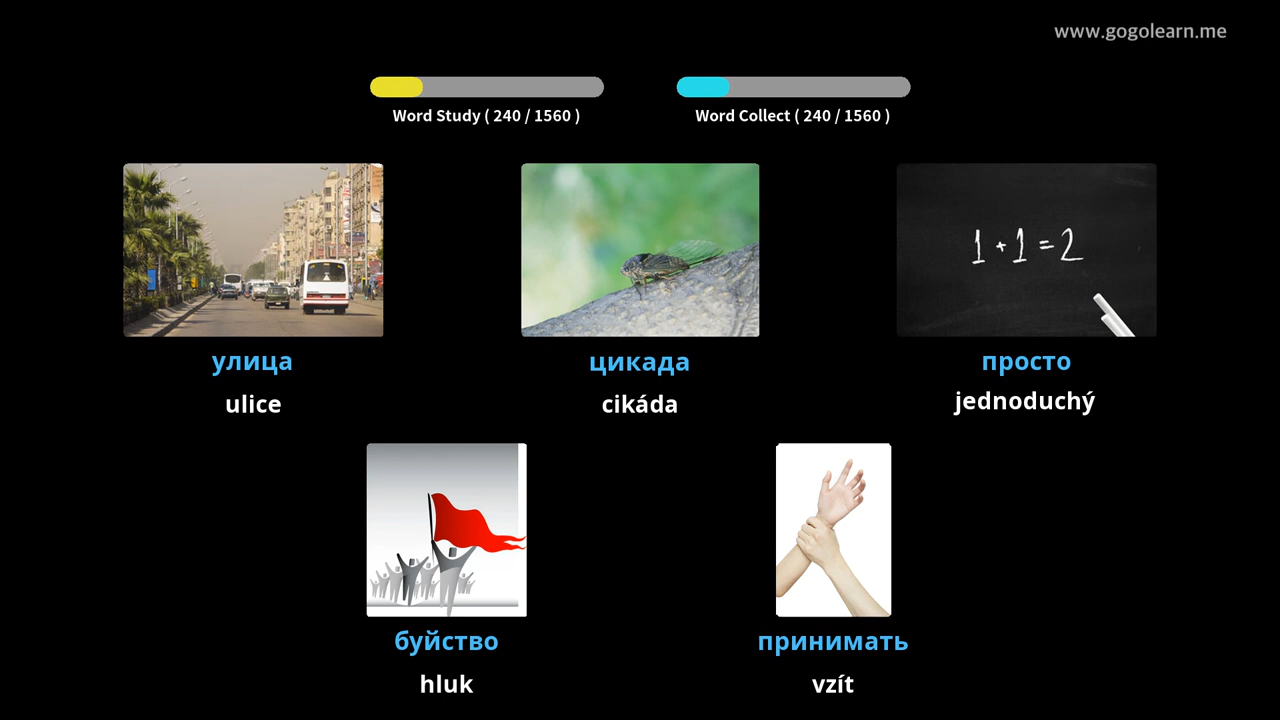 www.gogolearn.me
Word Study ( 240 / 1560 )
Word Collect ( 240 / 1560 )
1 + 1 = 2
улица
цикада
просто
ulice
cikáda
jednoduchý
буйство
принимать
hluk
vzít